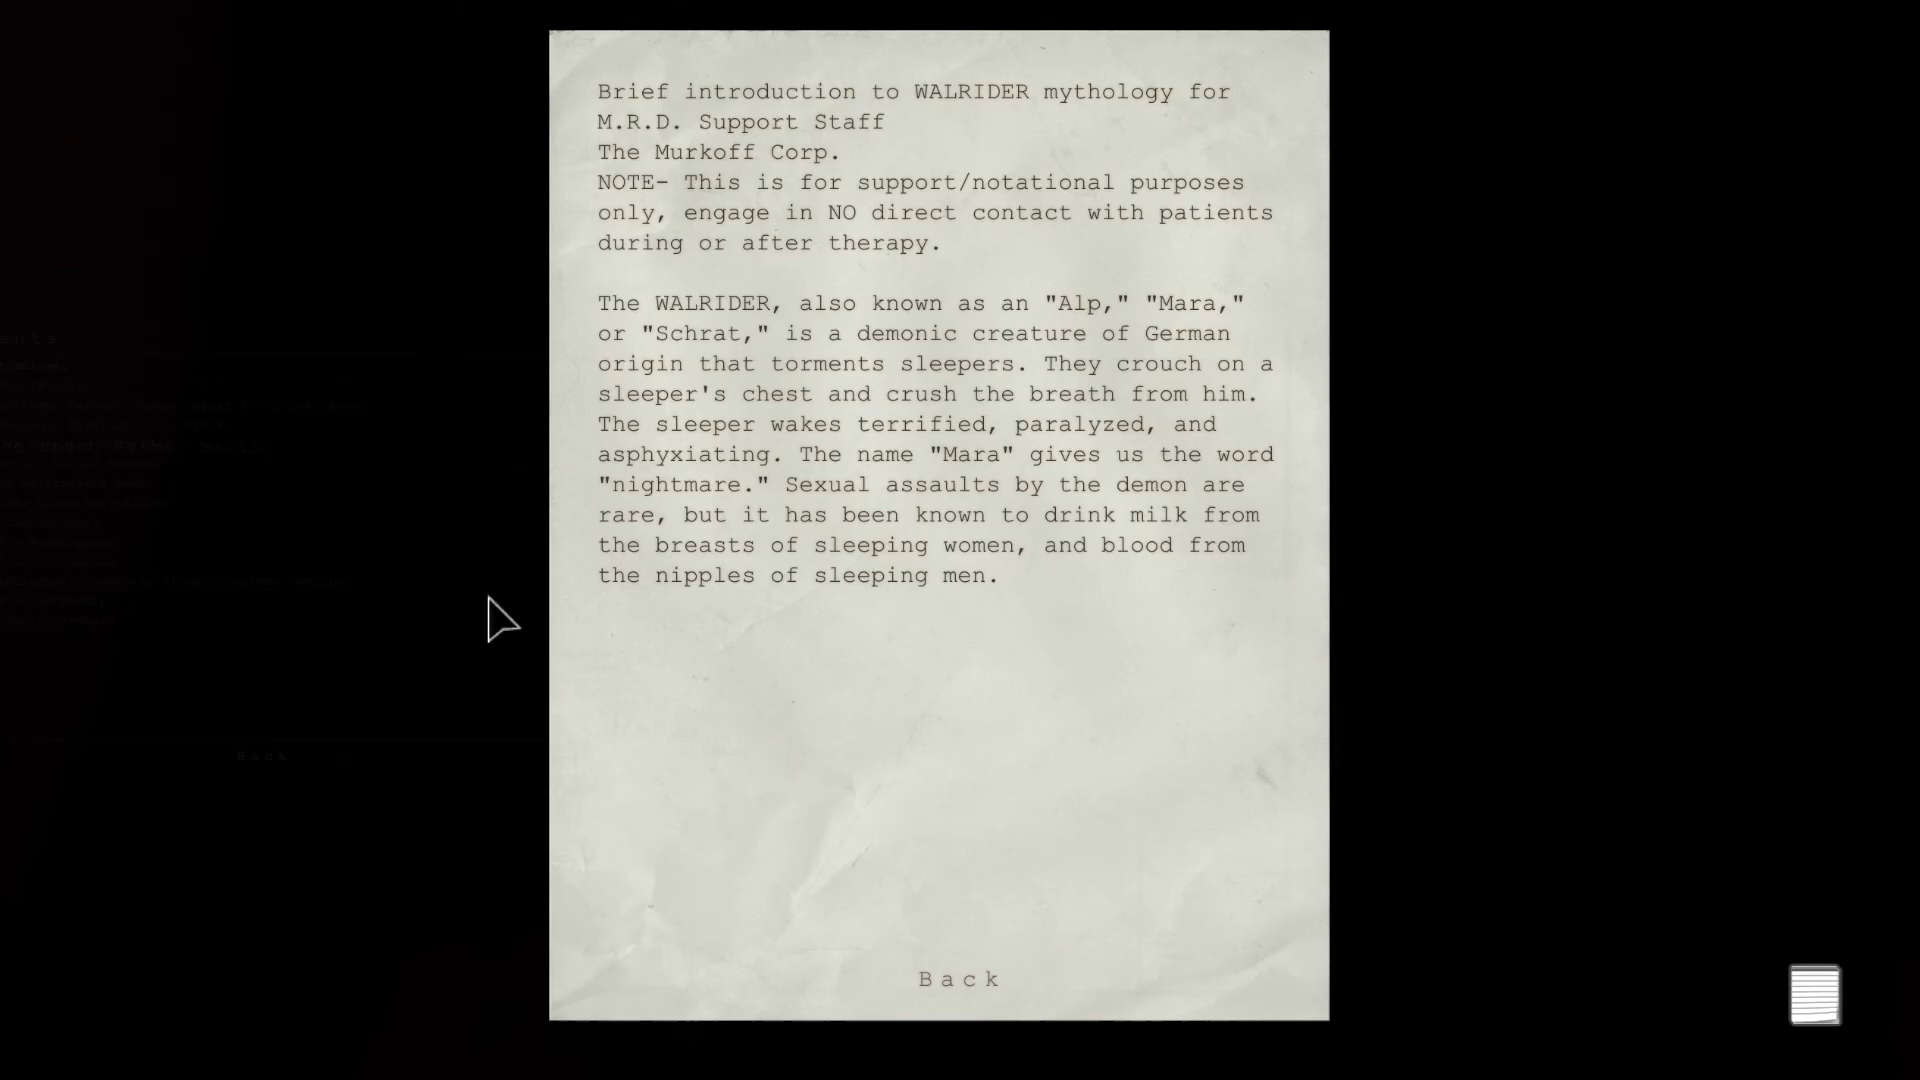 Brief introduction to WALRIDER mythology for
M.R.D. Support Staff
The Murkoff Corp.
NOTE- This is for support/notational purposes
only, engage in NO direct contact with patients
during or after therapy.
The WALRIDER, also known as an "Alp," "Mara,"
or "Schrat," is a demonic creature of German
origin that torments sleepers. They crouch on a
sleeper's chest and crush the breath from him.
The sleeper wakes terrified, paralyzed, and
asphyxiating. The name "Mara" gives us the word
"nightmare." Sexual assaults by the demon are
rare, but it has been known to drink milk from
the breasts of sleeping women, and blood from
the nipples of sleeping men.
Back
ents
Back